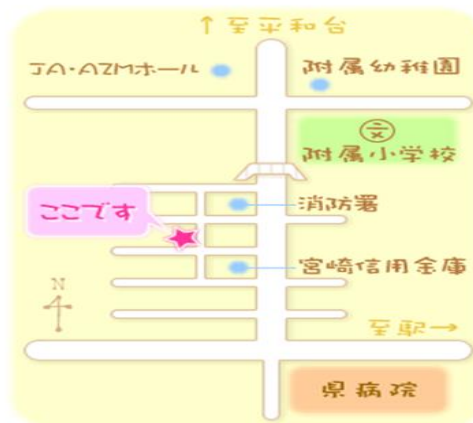 ↑至平和台
JA・AZMホール
附属幼稚園
文
附属小学校
ここです
消防署
宮崎信用金庫
N
至駅→
県病院